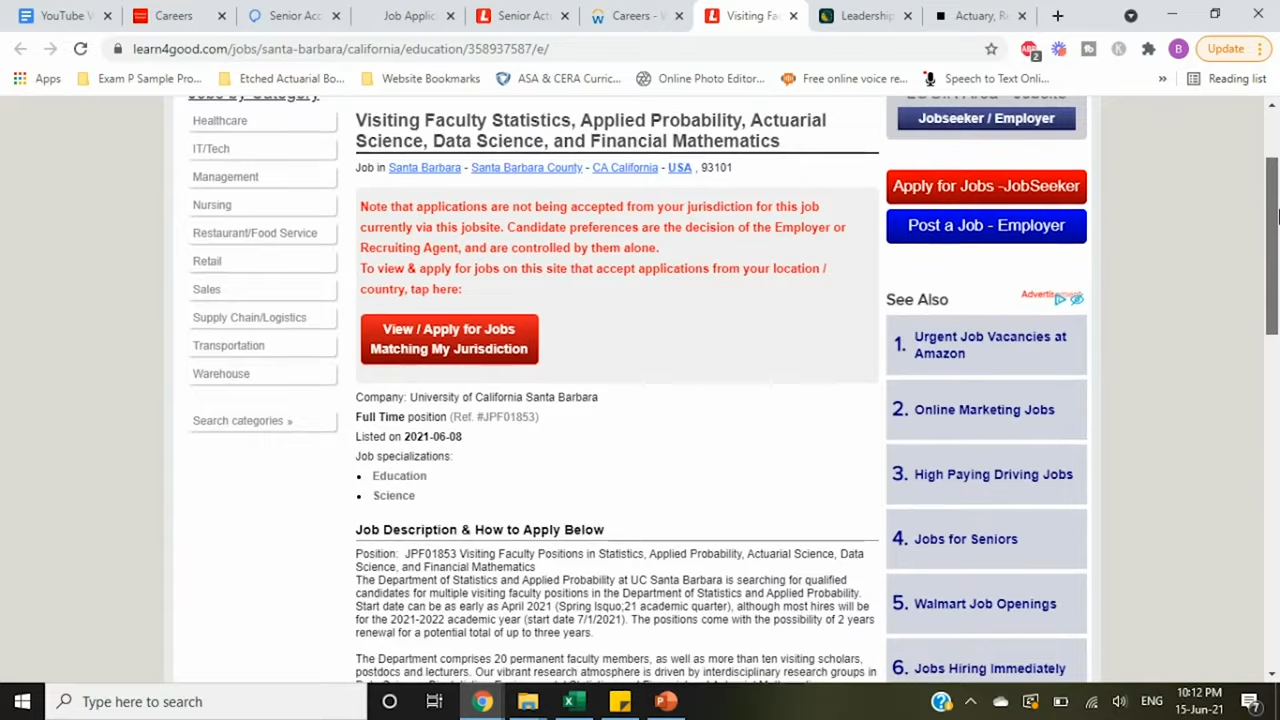 YouTube V
Careers
Senior Acc
Job Applic
Senior Act
Careers - W
Visiting Fa
Leadership
Actuary, Re
learn4good.com/jobs/santa-barbara/california/education/358937587/e/
2
B
Update
Apps
Exam P Sample Pro...
Etched Actuarial Bo...
Website Bookmarks
ASA & CERA Curric...
Online Photo Editor...
Free online voice re...
Speech to Text Onli...
»
Reading list
Jobs by Category
Healthcare
IT/Tech
Management
Nursing
Restaurant/Food Service
Retail
Sales
Supply Chain/Logistics
Transportation
Warehouse
Search categories »
Visiting Faculty Statistics, Applied Probability, Actuarial
Science, Data Science, and Financial Mathematics
Job in Santa Barbara - Santa Barbara County - CA California - USA , 93101
Note that applications are not being accepted from your jurisdiction for this job
currently via this jobsite. Candidate preferences are the decision of the Employer or
Recruiting Agent, and are controlled by them alone.
To view & apply for jobs on this site that accept applications from your location /
country, tap here:
View / Apply for Jobs
Matching My Jurisdiction
Company: University of California Santa Barbara
Full Time position (Ref. #JPF01853)
Listed on 2021-06-08
Job specializations:
Education
Science
Job Description & How to Apply Below
Position: JPF01853 Visiting Faculty Positions in Statistics, Applied Probability, Actuarial Science, Data
Science, and Financial Mathematics
The Department of Statistics and Applied Probability at UC Santa Barbara is searching for qualified
candidates for multiple visiting faculty positions in the Department of Statistics and Applied Probability.
Start date can be as early as April 2021 (Spring lsquo;21 academic quarter), although most hires will be
for the 2021-2022 academic year (start date 7/1/2021). The positions come with the possibility of 2 years
renewal for a potential total of up to three years.
The Department comprises 20 permanent faculty members, as well as more than ten visiting scholars,
postdocs and lecturers. Our vibrant research atmosphere is driven by interdisciplinary research groups in
Jobseeker / Employer
Apply for Jobs -JobSeeker
Post a Job - Employer
See Also
Advertisement
1. Urgent Job Vacancies at
Amazon
2. Online Marketing Jobs
3. High Paying Driving Jobs
4. Jobs for Seniors
5. Walmart Job Openings
6. Jobs Hiring Immediately
Type here to search
ENG
10:12 PM
15-Jun-21
7